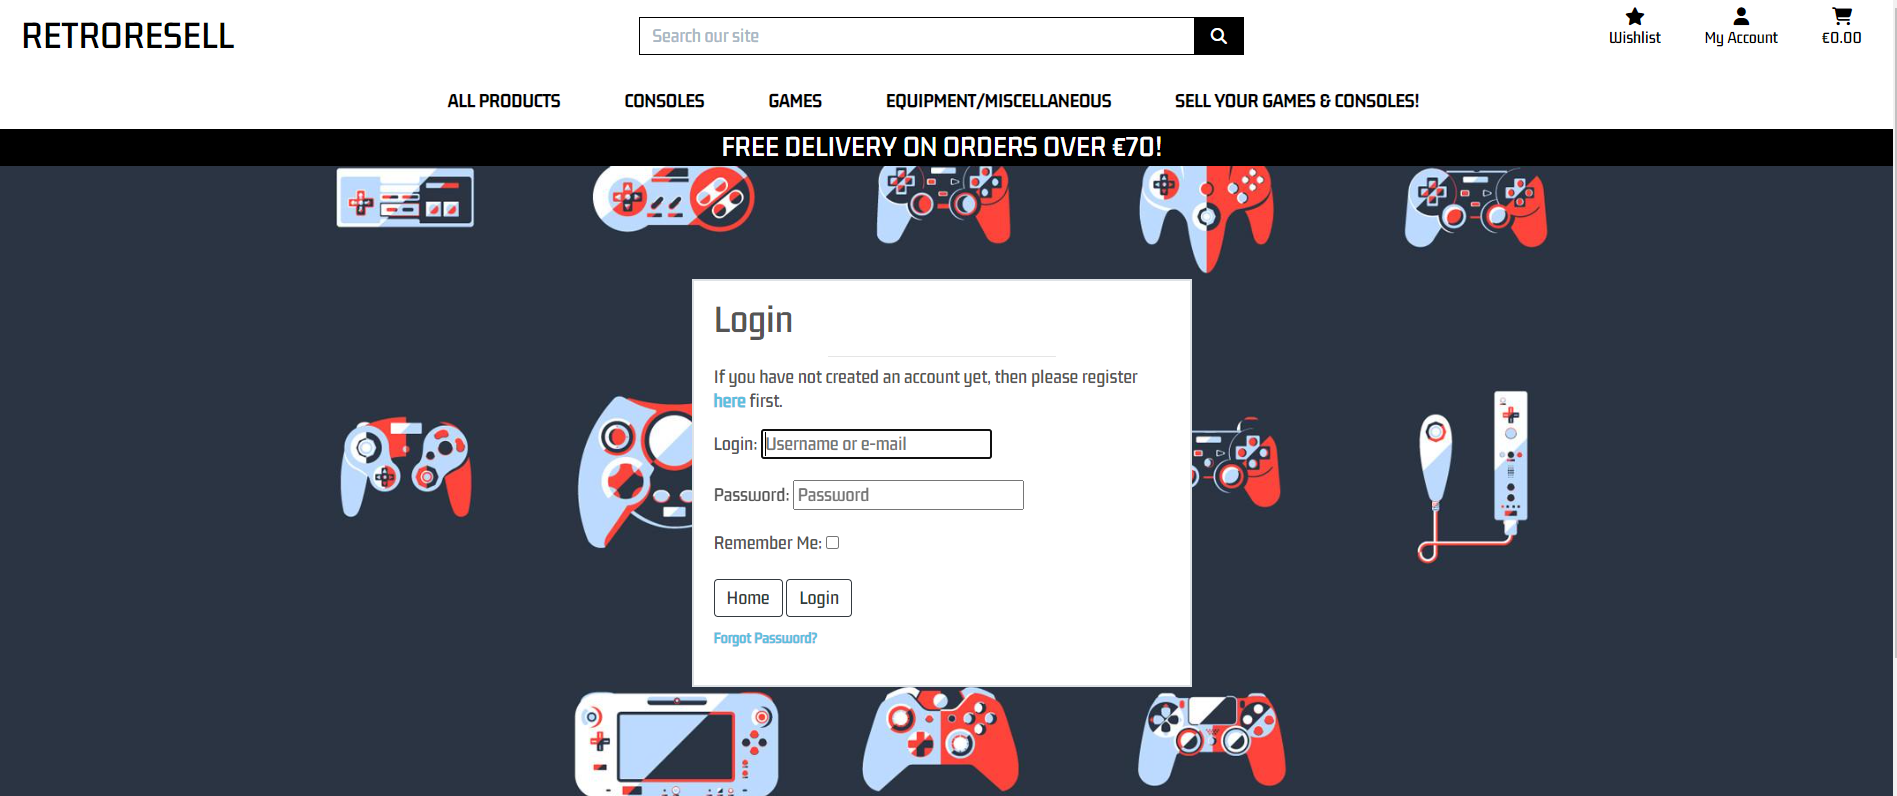 RETRORESELL
Search our site
Wishlist
My Account
€0.00
ALL PRODUCTS
CONSOLES
GAMES
EQUIPMENT/MISCELLANEOUS
SELL YOUR GAMES & CONSOLES!
FREE DELIVERY ON ORDERS OVER €70!
Login
If you have not created an account yet, then please register
here first.
Login: Username or e-mail
Password: Password
Remember Me:
Home Login
Forgot Password?